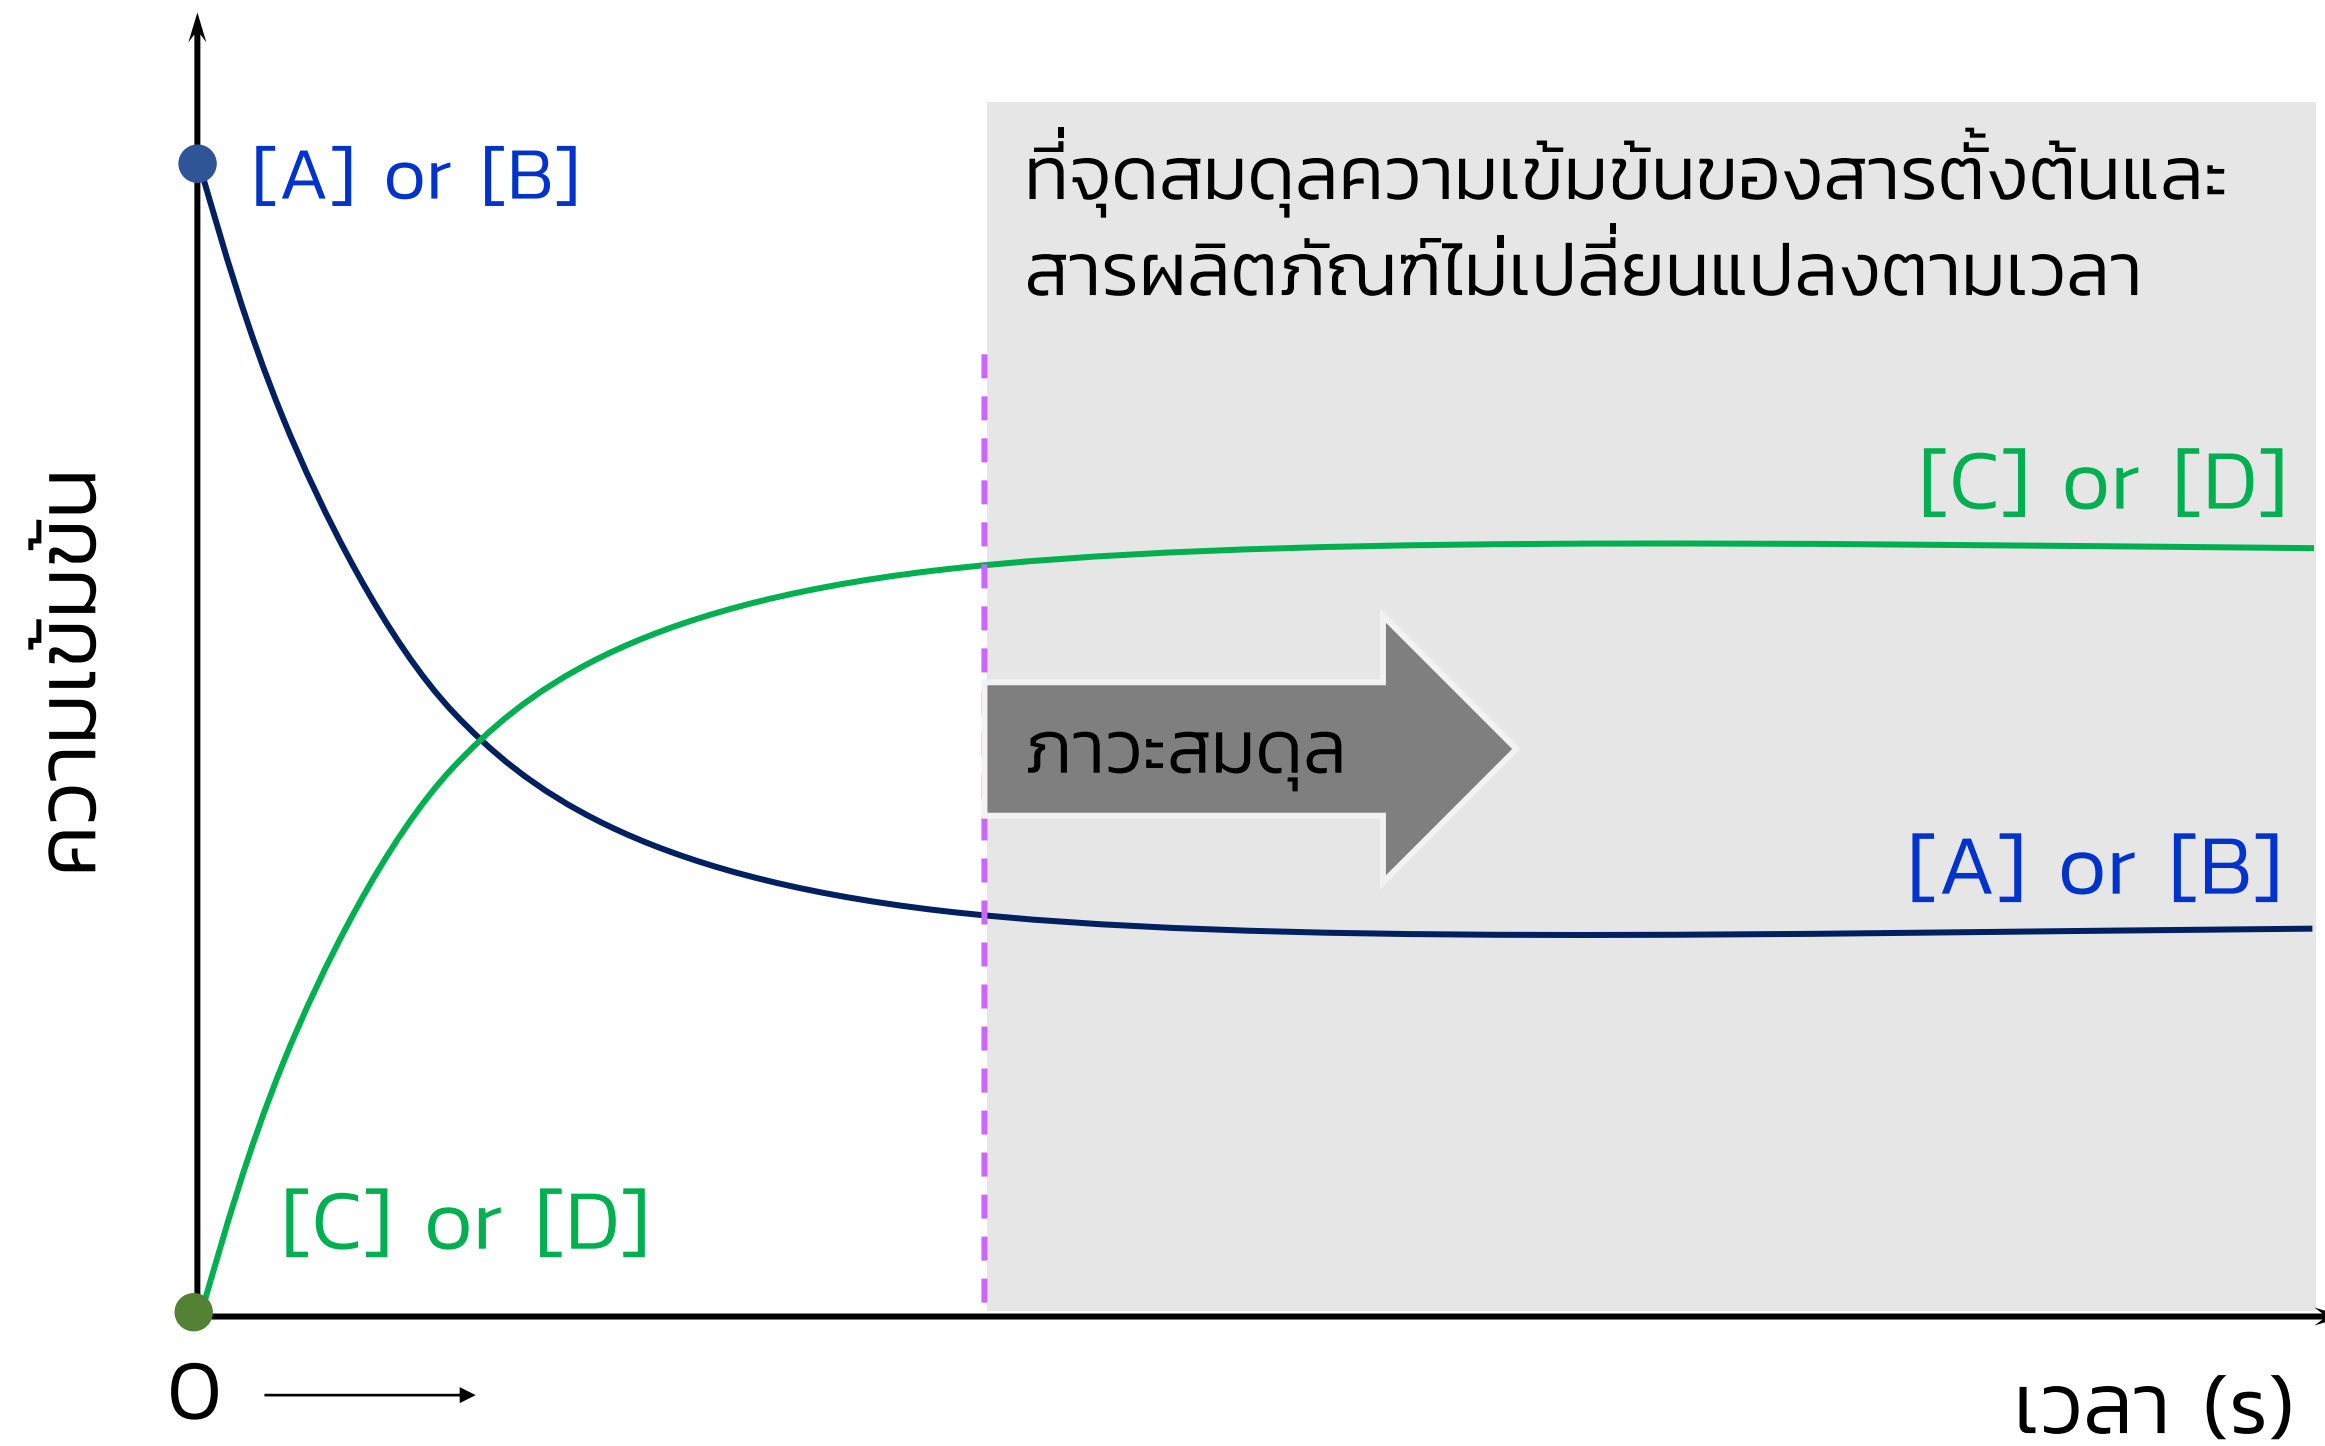 [A] or [B]
ที่จุดสมดุลความเข้มข้นของสารตั้งต้นและ
สารผลิตภัณฑ์ไม่เปลี่ยนแปลงตามเวลา
[C] or [D]
ความเข้มข้น
ภาวะสมดุล
[A] or [B]
[C] or [D]
0
เวลา (s)